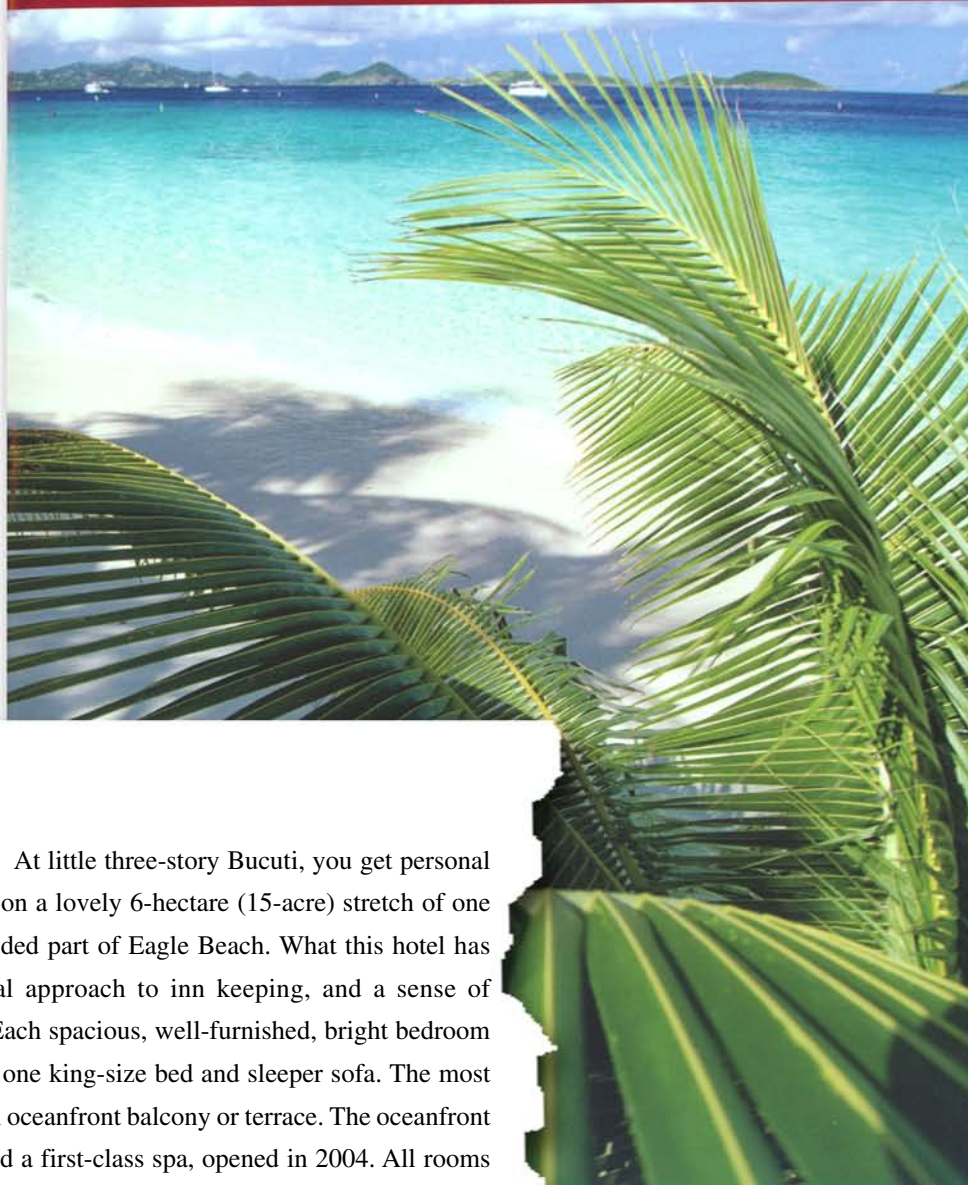 At little three-story Bucuti, you get personal
on a lovely 6-hectare (15-acre) stretch of one
ded part of Eagle Beach. What this hotel has
al approach to inn keeping, and a sense of
Each spacious, well-furnished, bright bedroom
one king-size bed and sleeper sofa. The most
oceanfront balcony or terrace. The oceanfront
d a first-class spa, opened in 2004. All rooms